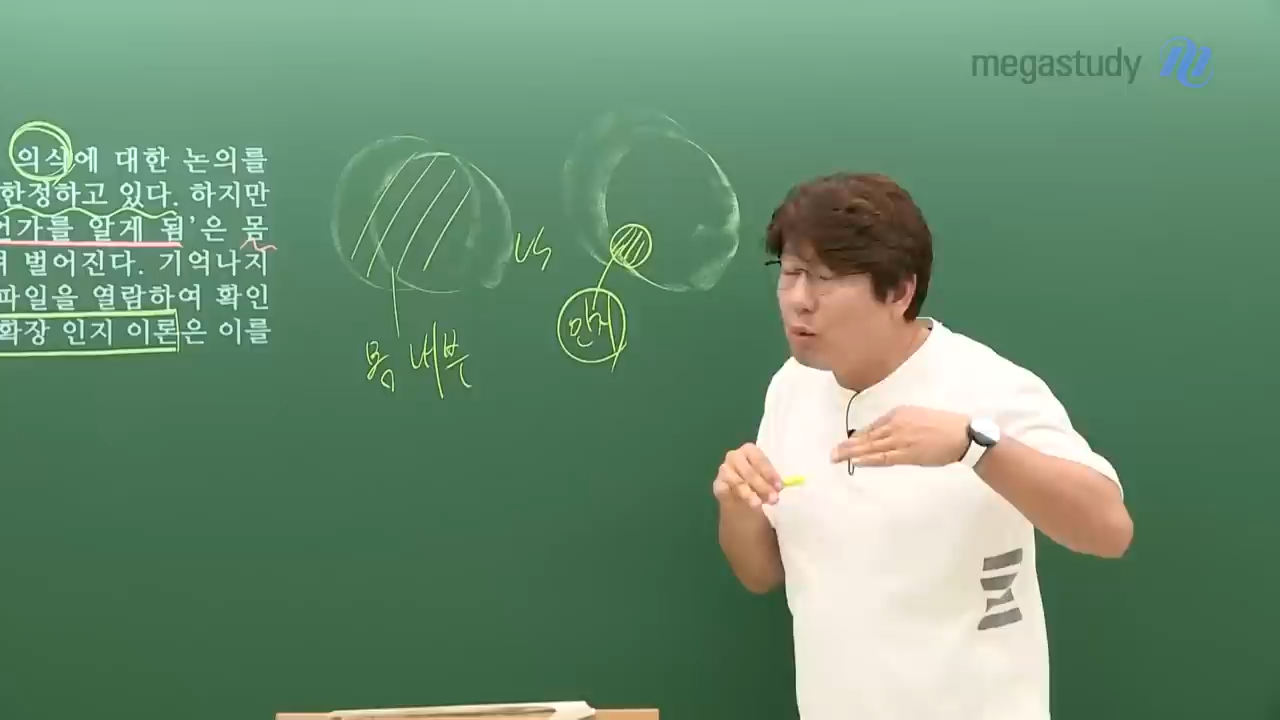 megastudy
의식에 대한 논의를
한정하고 있다. 하지만
언가를 알게 됨'은 몸
벌어진다. 기억나지
파일을 열람하여 확인
확장 인지 이론은 이를
vs
몸 내부
인지